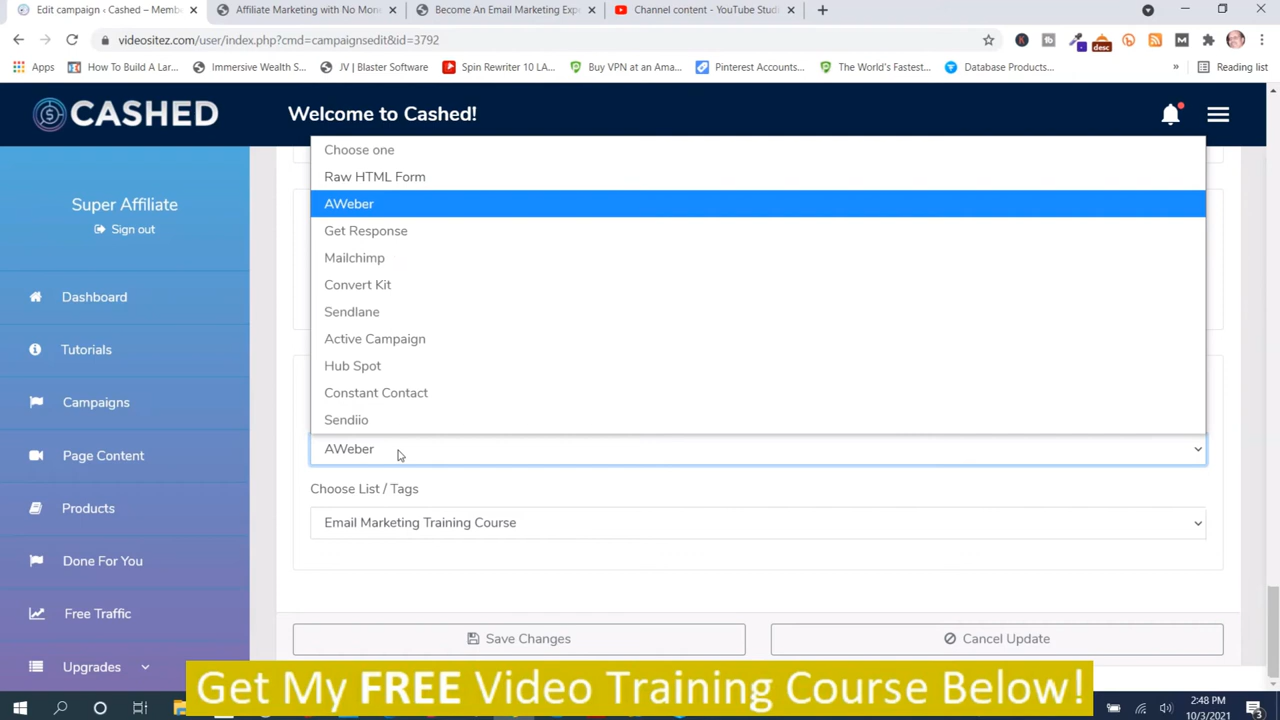 Edit campaign ‹ Cashed – Membe
Affiliate Marketing with No Mone
Become An Email Marketing Expe
Channel content - YouTube Studi
videositez.com/user/index.php?cmd=campaignsedit&id=3792
desc
Apps
How To Build A Lar...
Immersive Wealth S...
JV | Blaster Software
Spin Rewriter 10 LA...
Buy VPN at an Ama...
Pinterest Accounts...
The World's Fastest...
Database Products...
»
Reading list
CASHED
Welcome to Cashed!
Super Affiliate
Sign out
Dashboard
Tutorials
Campaigns
Page Content
Products
Done For You
Free Traffic
Upgrades
Choose one
Raw HTML Form
AWeber
Get Response
Mailchimp
Convert Kit
Sendlane
Active Campaign
Hub Spot
Constant Contact
Sendiio
AWeber
Choose List / Tags
Email Marketing Training Course
Save Changes
Cancel Update
Get My FREE Video Training Course Below!
2:48 PM
10/3/2021
3